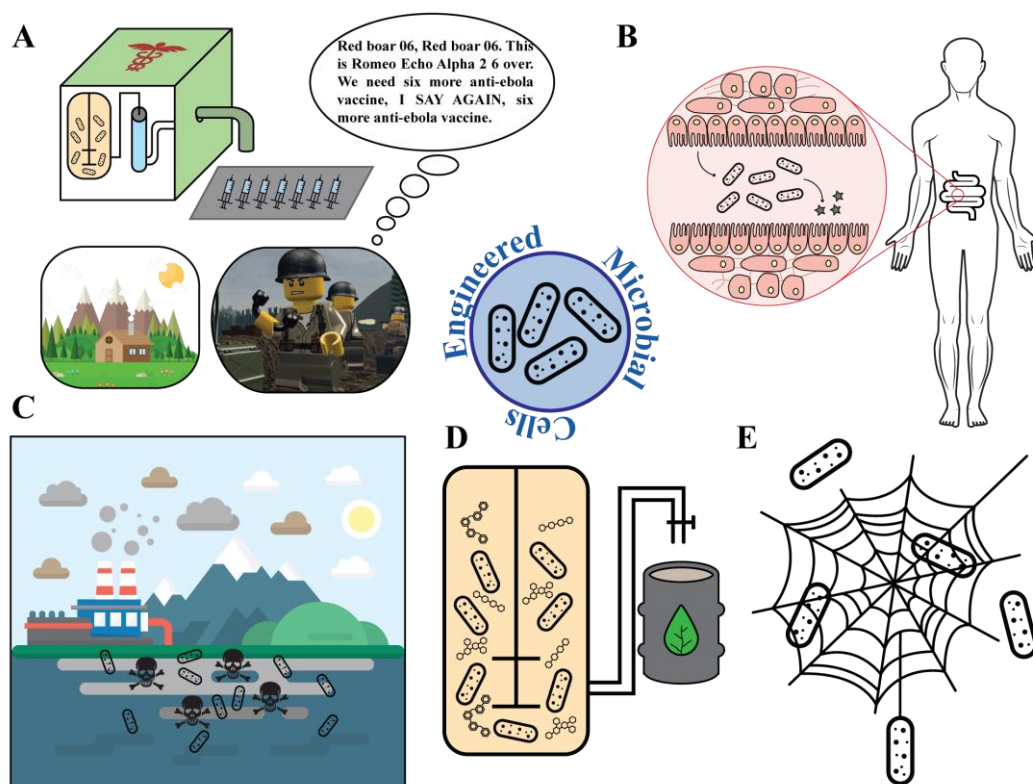 A
Red boar 06, Red boar 06. This
is Romeo Echo Alpha 2 6 over.
We need six more anti-ebola
vaccine, I SAY AGAIN, six
more anti-ebola vaccine.
B
Engineered
Microbial
Cells
C
D
E